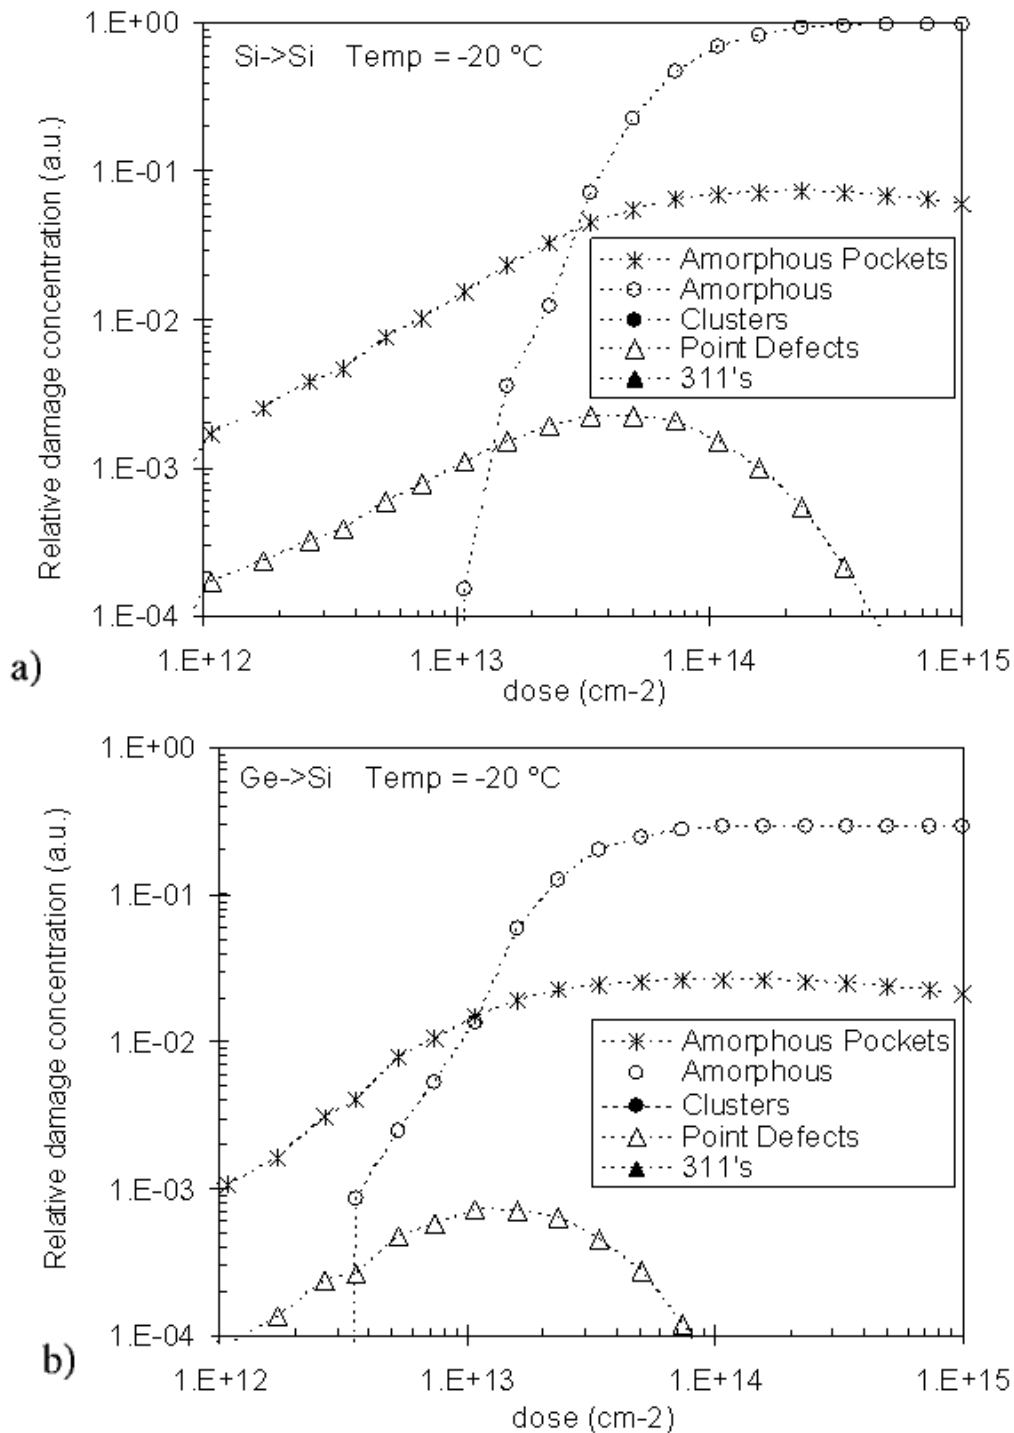 1.E+00
Si->Si Temp = -20 ºC
1.E-01
1.E-02
1.E-03
1.E-04
Relative damage concentration (a.u.)
Amorphous Pockets
Amorphous
Clusters
Point Defects
311's
1.E+12 1.E+13 1.E+14 1.E+15
dose (cm-2)
a)
1.E+00
Ge->Si Temp = -20 ºC
1.E-01
1.E-02
1.E-03
1.E-04
Relative damage concentration (a.u.)
Amorphous Pockets
Amorphous
Clusters
Point Defects
311's
1.E+12 1.E+13 1.E+14 1.E+15
dose (cm-2)
b)